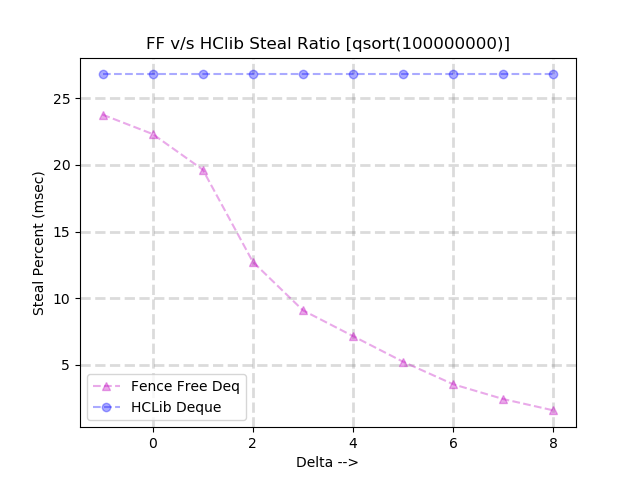 FF v/s HClib Steal Ratio [qsort(100000000)]
25
20
15
10
5
Steal Percent (msec)
Fence Free Deq
HCLib Deque
0
2
4
6
8
Delta -->